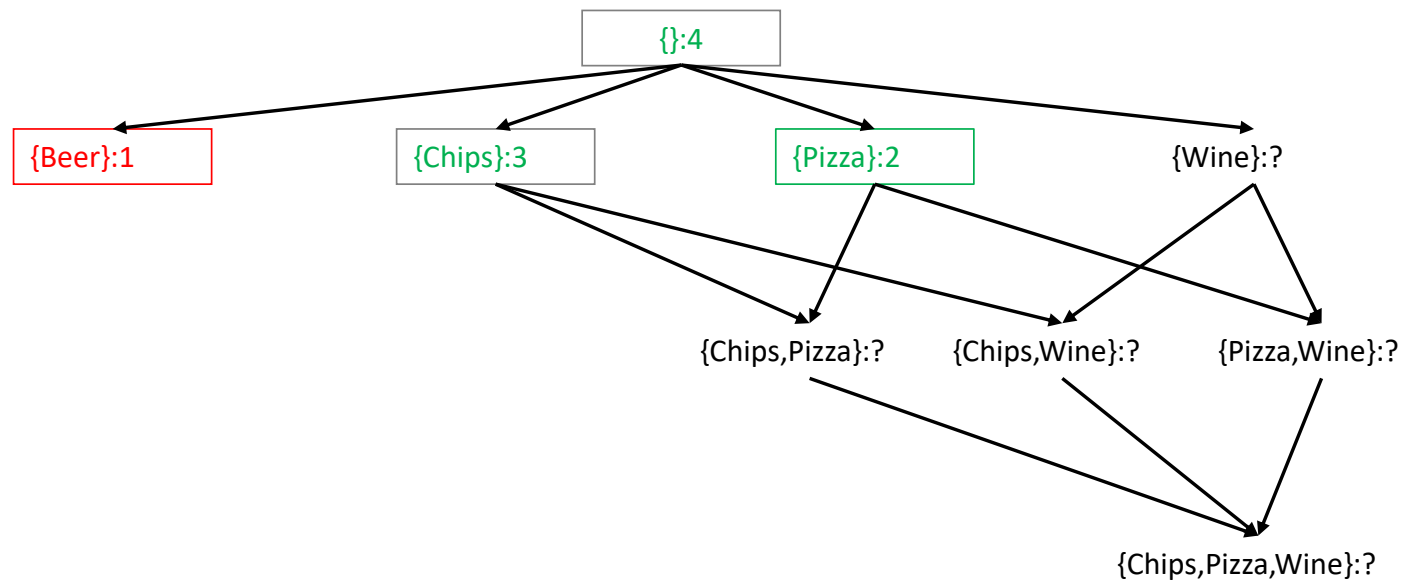 {}:4
{Beer}:1
{Chips}:3
{Pizza}:2
{Wine}:?
{Chips,Pizza}:?
{Chips,Wine}:?
{Pizza,Wine}:?
{Chips,Pizza,Wine}:?